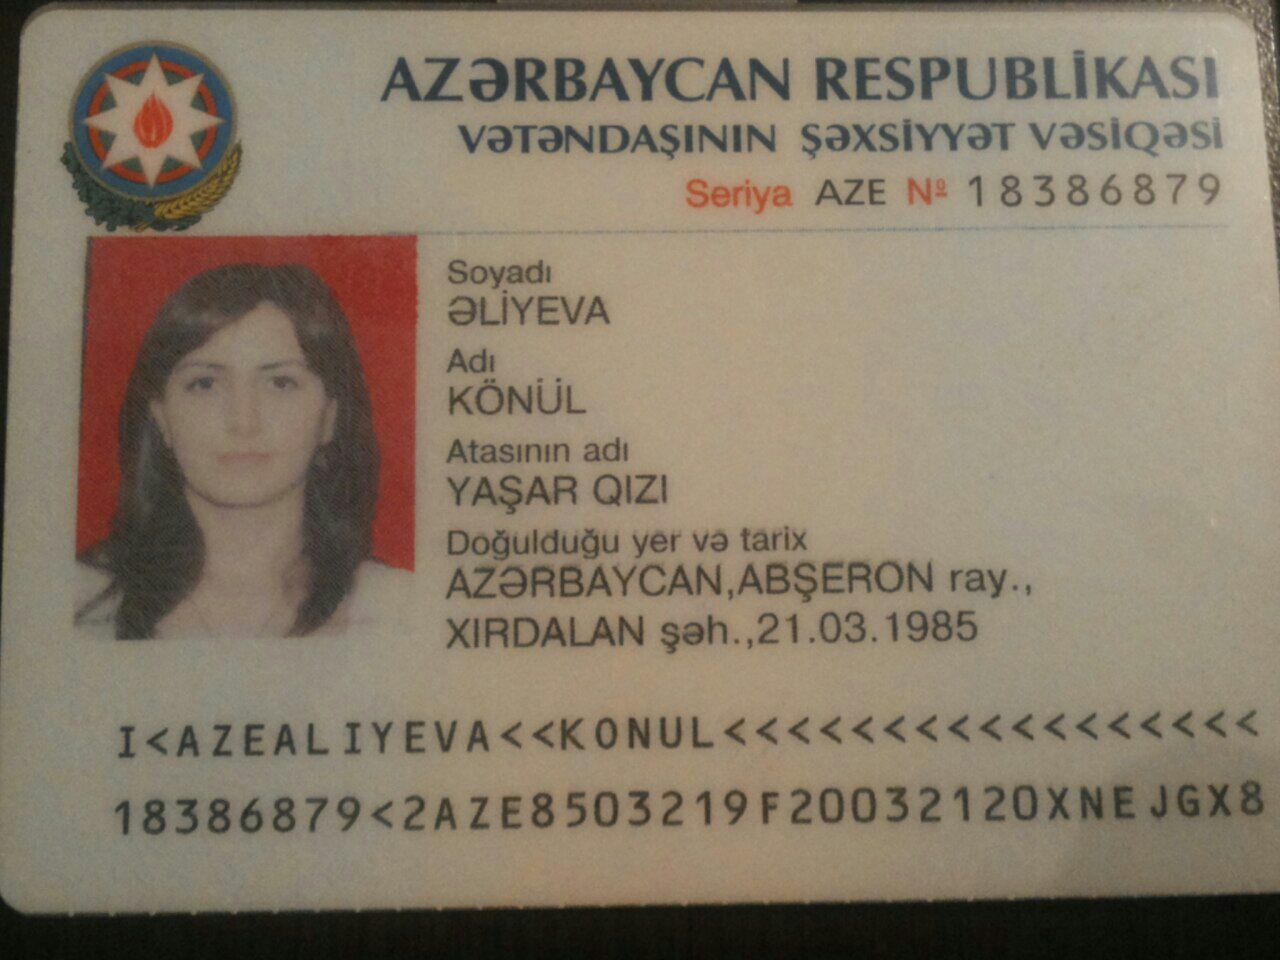 AZƏRBAYCAN RESPUBLİKASI
VƏTƏNDAŞININ ŞƏXSİYYƏT VƏSİQƏSİ
Seriya AZE № 18386879
Soyadı
ƏLİYEVA
Adı
KÖNÜL
Atasının adı
YAŞAR QIZI
Doğulduğu yer və tarix
AZƏRBAYCAN,ABŞERON ray.,
XIRDALAN şəh.,21.03.1985
I<AZEALIYEVA<<KONUL<<<<<<<<<<<<<<<<<
18386879<2AZE8503219F20032120XNEJGX8